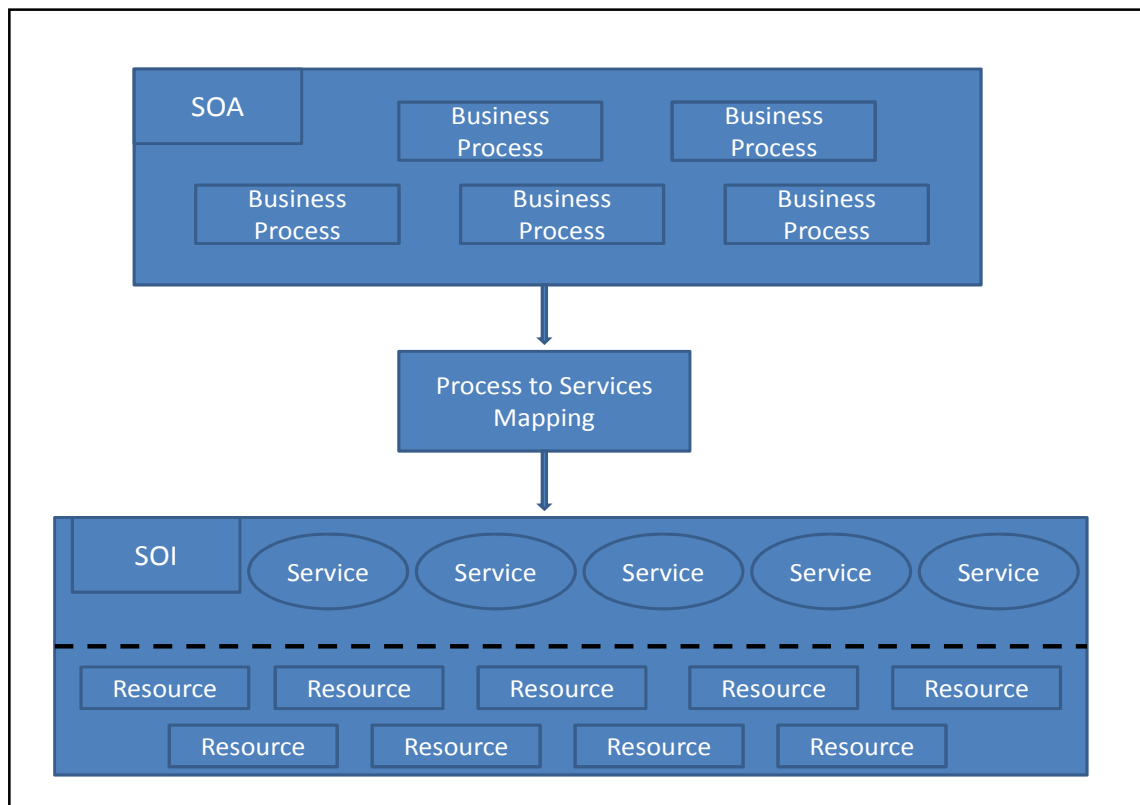 SOA
Business
Process
Business
Process
Business
Process
Business
Process
Business
Process
Process to Services
Mapping
SOI
Service
Service
Service
Service
Service
Resource
Resource
Resource
Resource
Resource
Resource
Resource
Resource
Resource